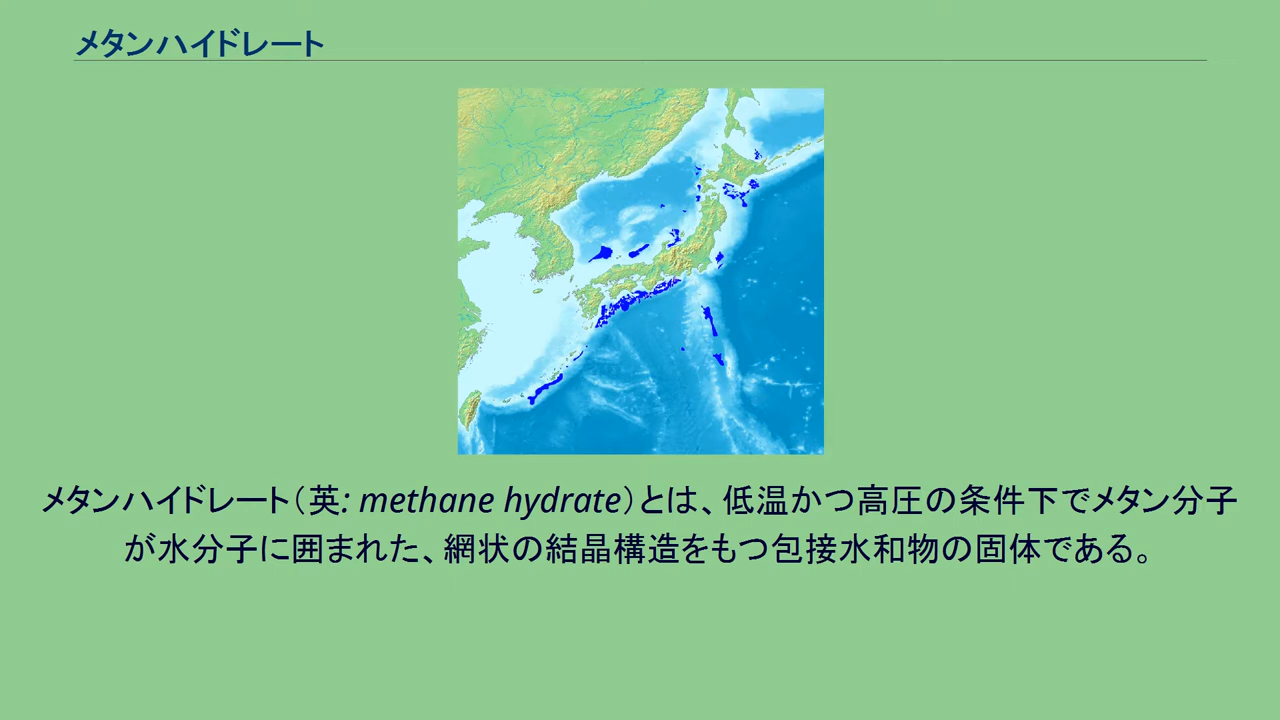 メタンハイドレート
メタンハイドレート（英: methane hydrate）とは、低温かつ高圧の条件下でメタン分子
が水分子に囲まれた、網状の結晶構造をもつ包接水和物の固体である。